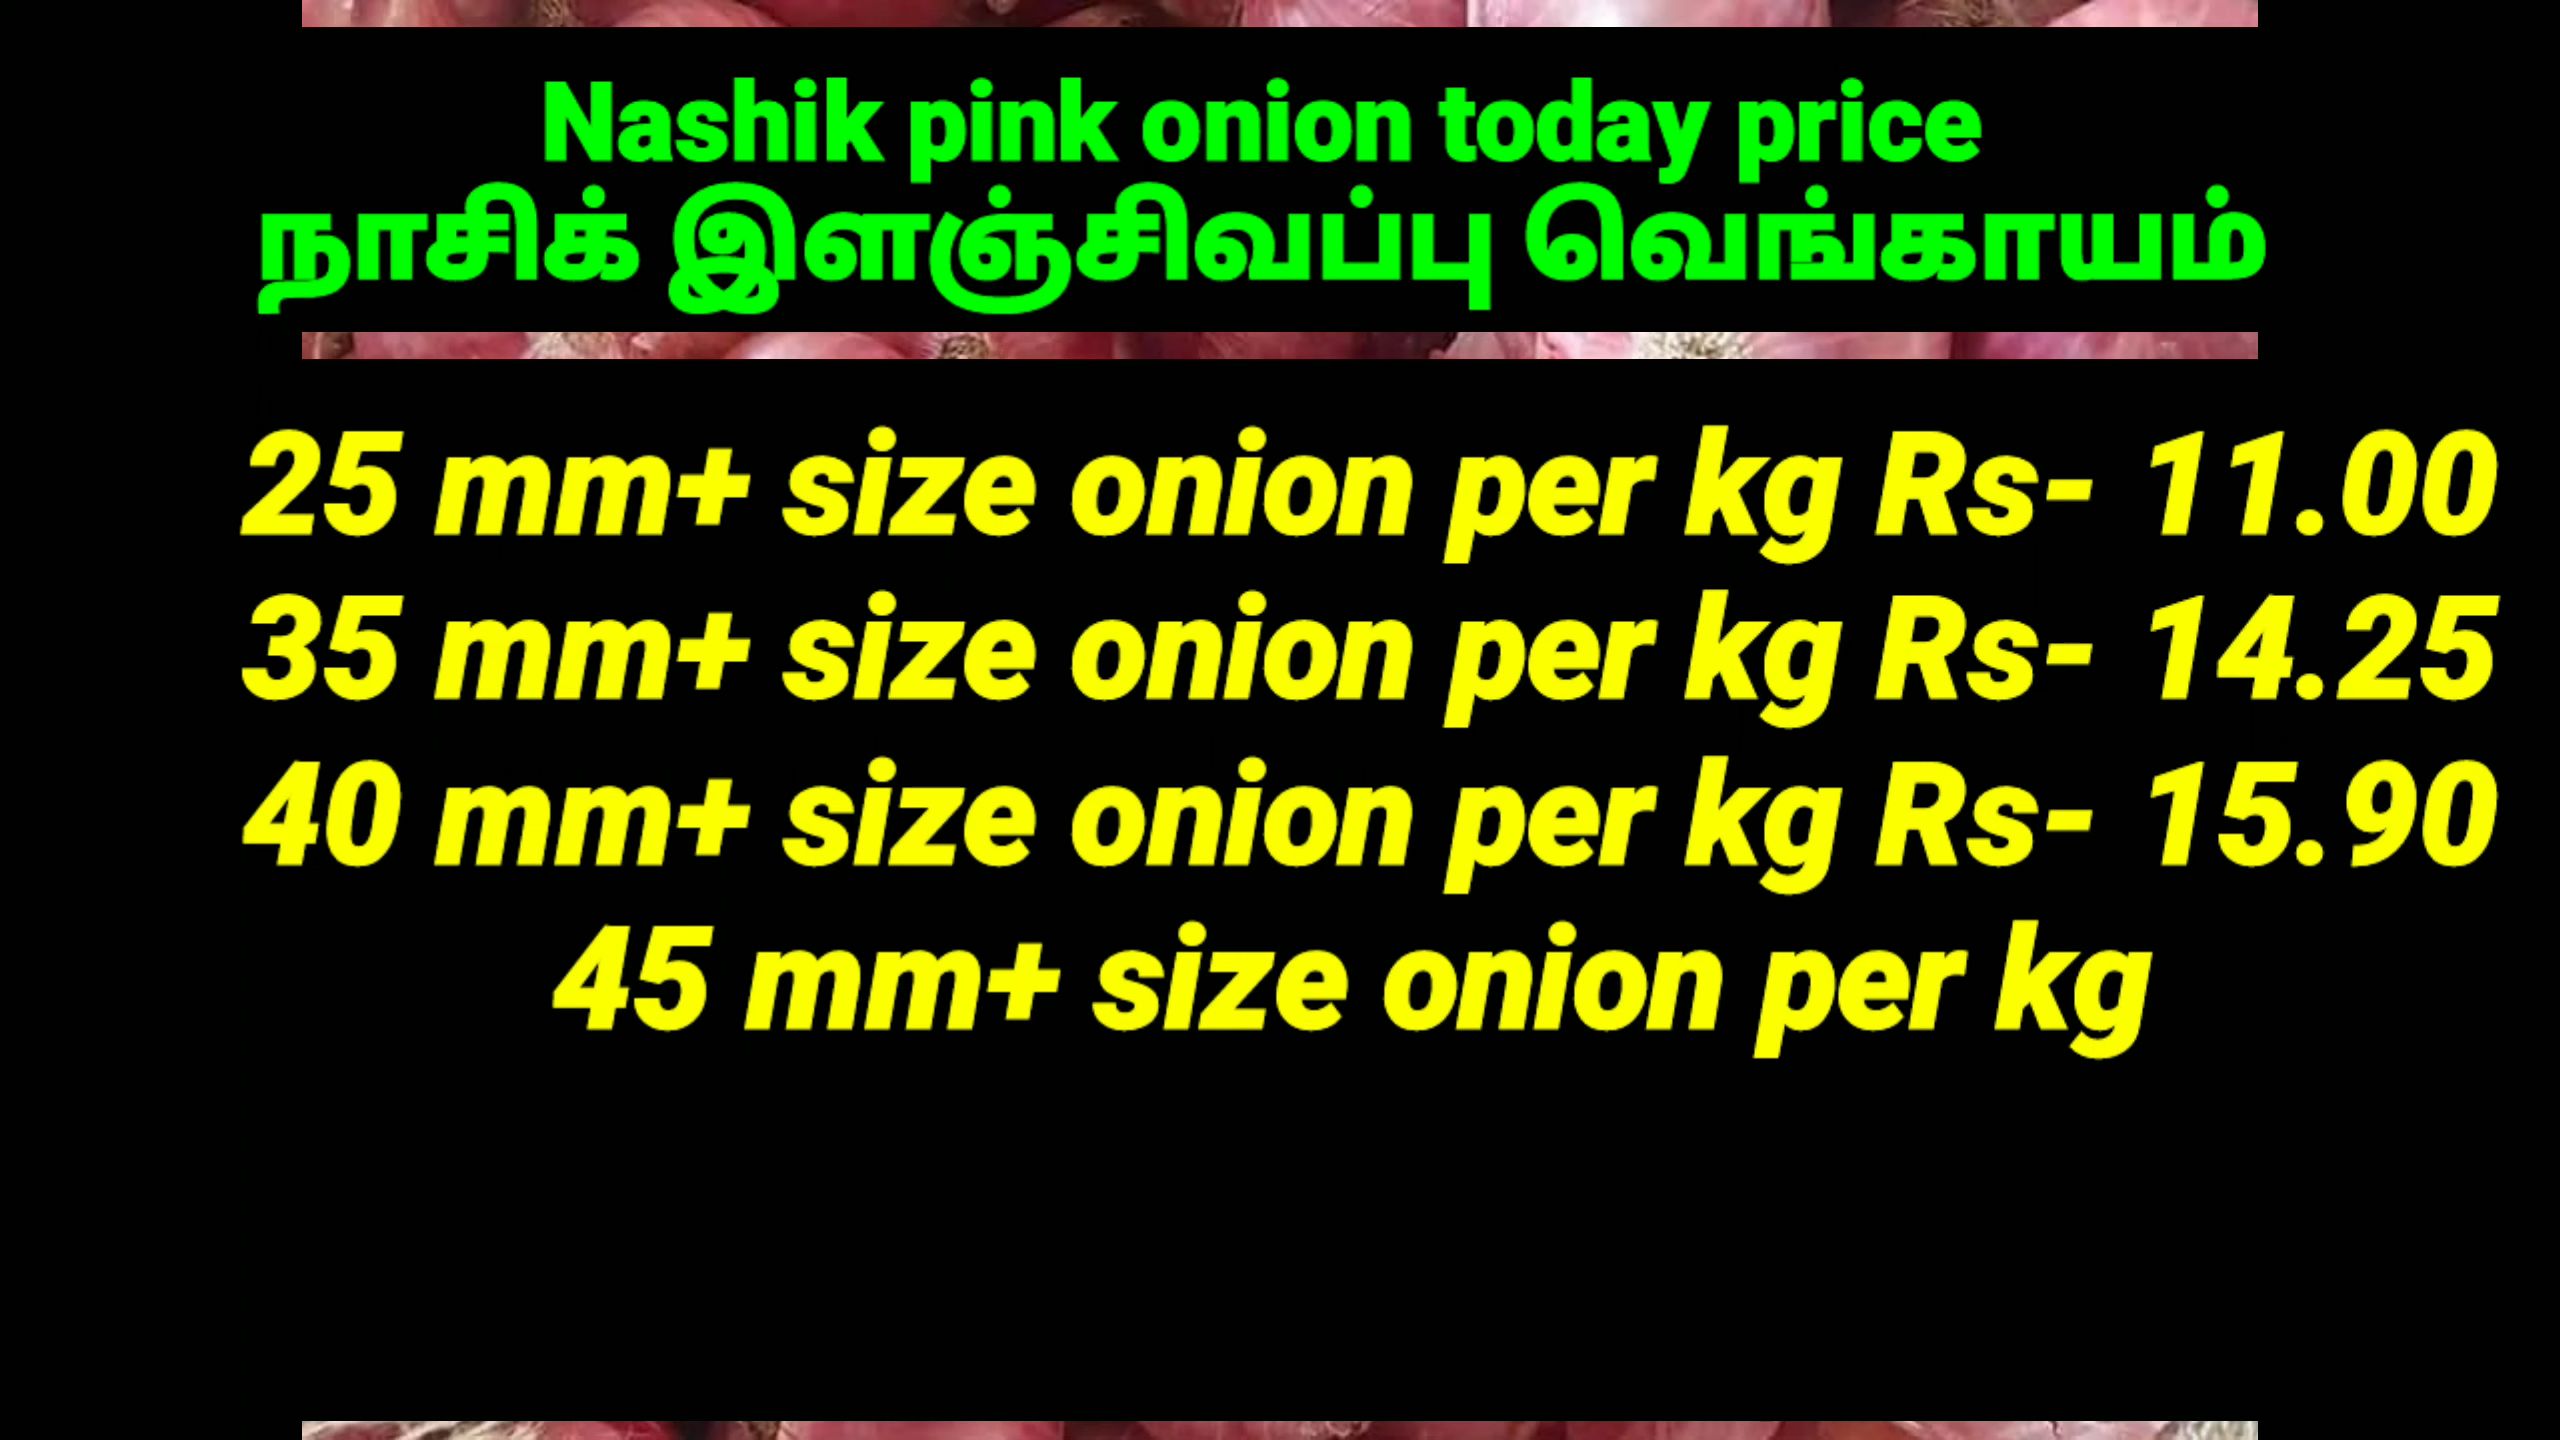 Nashik pink onion today price
நாசிக் இளஞ்சிவப்பு வெங்காயம்
25 mm+ size onion per kg Rs- 11.00
35 mm+ size onion per kg Rs- 14.25
40 mm+ size onion per kg Rs- 15.90
45 mm+ size onion per kg